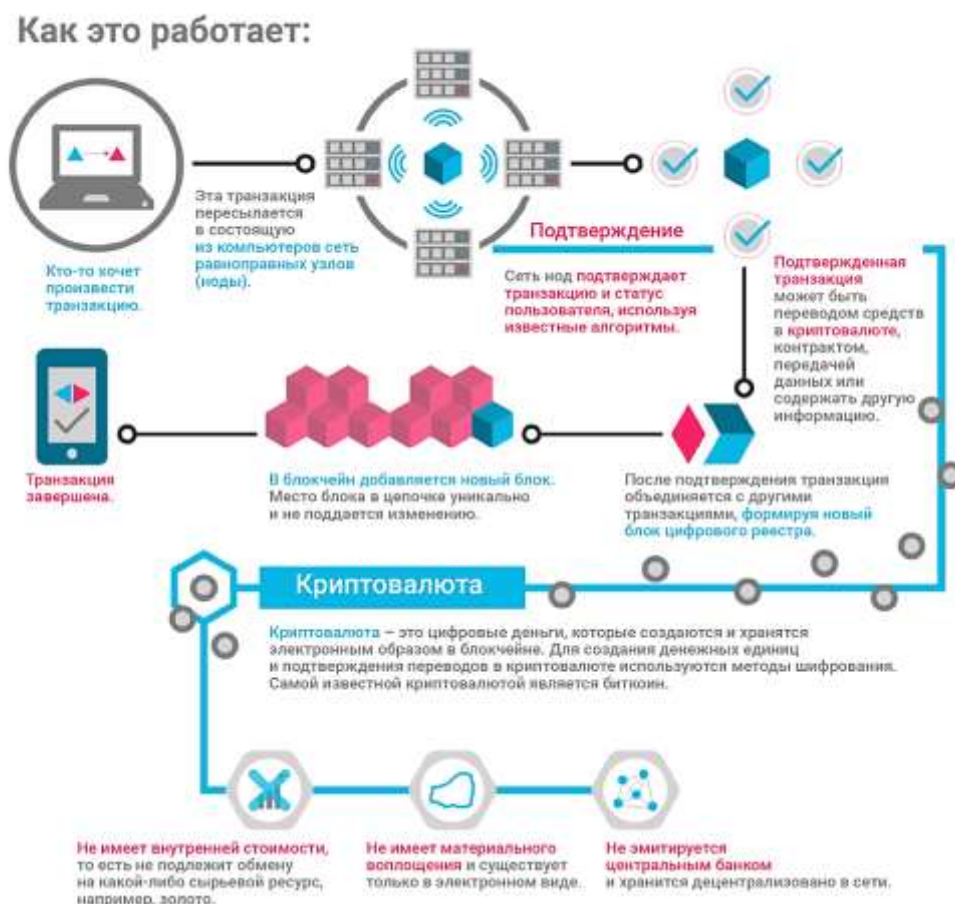 Как это работает:
Кто-то хочет
произвести
транзакцию.
Эта транзакция
пересылается
в состоящую
из компьютеров сеть
равноправных узлов
(ноды).
Подтверждение
Сеть нод подтверждает
транзакцию и статус
пользователя, используя
известные алгоритмы.
Подтвержденная
транзакция
может быть
переводом средств
в криптовалюте,
контрактом,
передачей
данных или
содержать другую
информацию.
После подтверждения транзакция
объединяется с другими
транзакциями, формируя новый
блок цифрового реестра.
В блокчейн добавляется новый блок.
Место блока в цепочке уникально
и не поддается изменению.
Транзакция
завершена.
Криптовалюта
Криптовалюта – это цифровые деньги, которые создаются и хранятся
электронным образом в блокчейне. Для создания денежных единиц
и подтверждения переводов в криптовалюте используются методы шифрования.
Самой известной криптовалютой является биткоин.
Не имеет внутренней стоимости,
то есть не подлежит обмену
на какой-либо сырьевой ресурс,
например, золото.
Не имеет материального
воплощения и существует
только в электронном виде.
Не эмитируется
центральным банком
и хранится децентрализовано в сети.